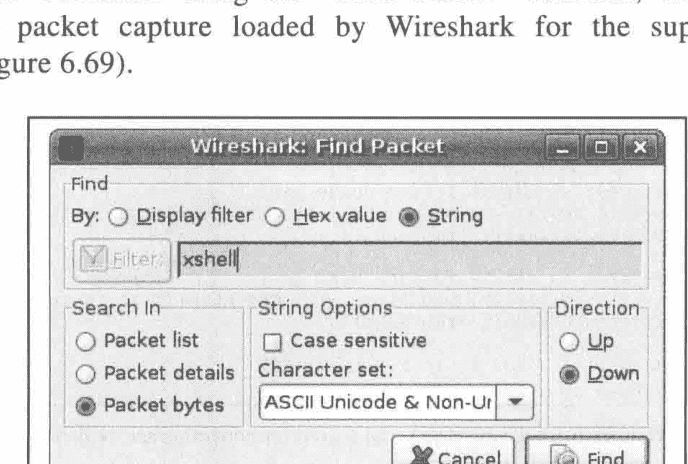 packet capture loaded by Wireshark for the sup
gure 6.69).
Wireshark: Find Packet
Find
By: Display filter Hex value String
Filter: xshell
Search In String Options Direction
Packet list Case sensitive Up
Packet details Character set: Down
Packet bytes ASCII Unicode & Non-Ur
Cancel Find